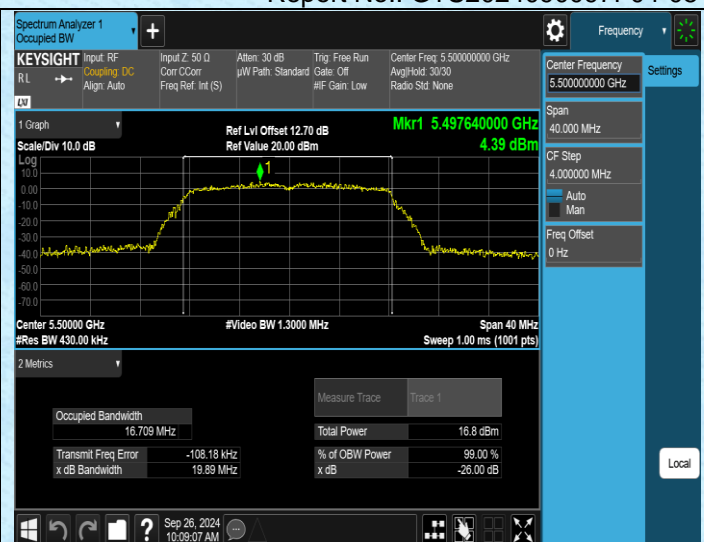 Spectrum Analyzer 1
Occupied BW
Frequency
KEYSIGHT
RL
LXI
Input: RF
Coupling: DC
Align: Auto
Input Z: 50 Ω
Corr CCorr
Freq Ref: Int (S)
Atten: 30 dB
µW Path: Standard
Trig: Free Run
Gate: Off
#IF Gain: Low
Center Freq: 5.500000000 GHz
Avg|Hold: 30/30
Radio Std: None
Center Frequency
5.500000000 GHz
Settings
Span
40.000 MHz
CF Step
4.000000 MHz
Auto
Man
Freq Offset
0 Hz
1 Graph
Scale/Div 10.0 dB
Ref Lvl Offset 12.70 dB
Ref Value 20.00 dBm
Mkr1 5.497640000 GHz
4.39 dBm
Log
10.0
0.00
-10.0
-20.0
-30.0
-40.0
-50.0
-60.0
-70.0
1
Center 5.50000 GHz
#Res BW 430.00 kHz
#Video BW 1.3000 MHz
Span 40 MHz
Sweep 1.00 ms (1001 pts)
2 Metrics
Measure Trace Trace 1
Occupied Bandwidth
16.709 MHz
Total Power 16.8 dBm
Transmit Freq Error -108.18 kHz
x dB Bandwidth 19.89 MHz
% of OBW Power 99.00 %
x dB -26.00 dB
Local
?
Sep 26, 2024
10:09:07 AM